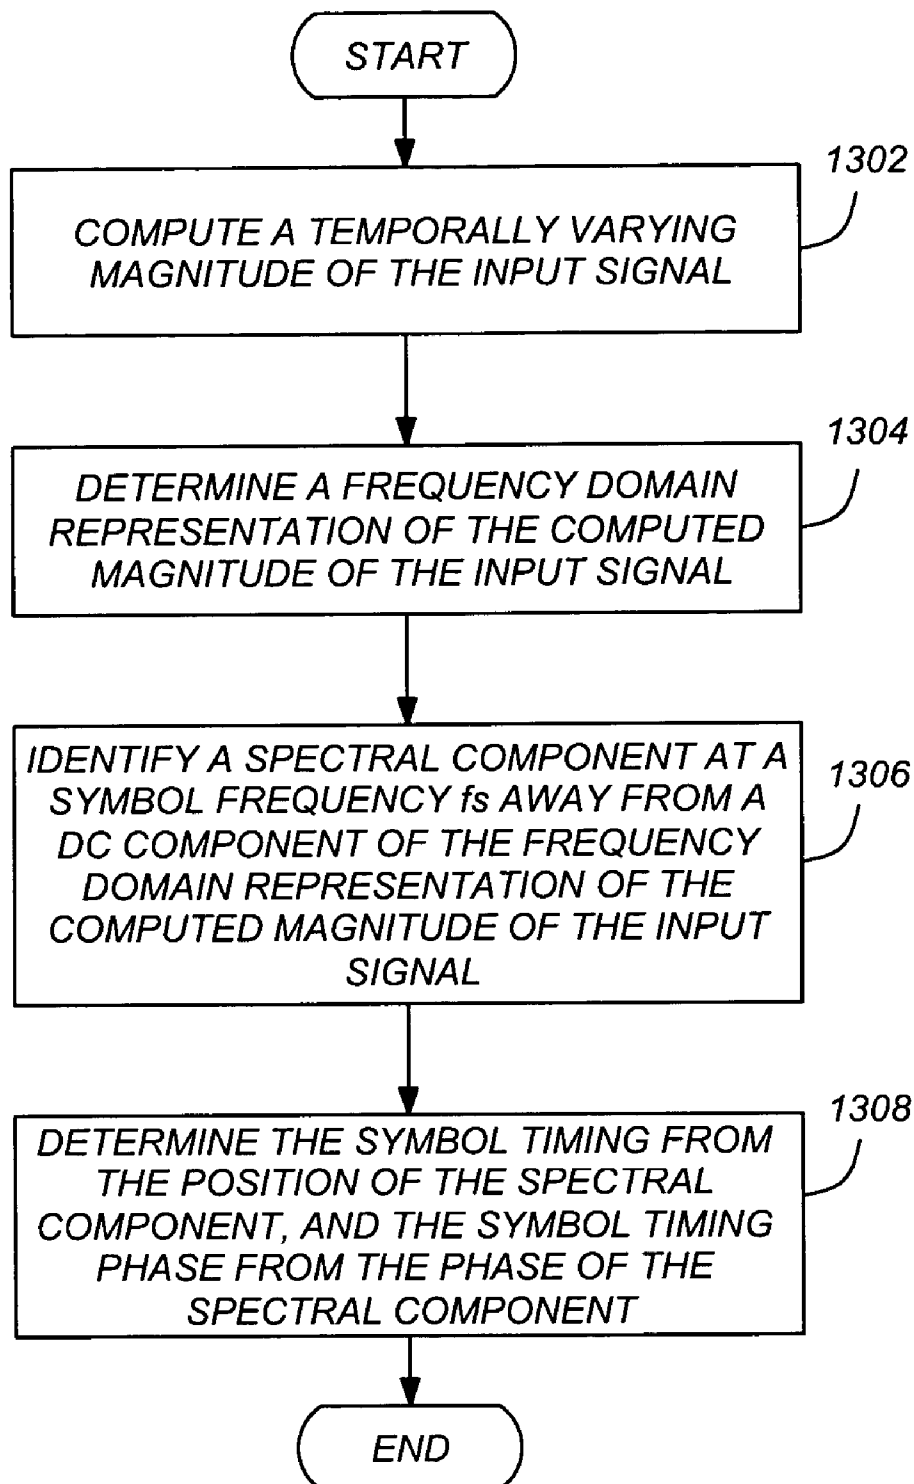 START
1302
COMPUTE A TEMPORALLY VARYING
MAGNITUDE OF THE INPUT SIGNAL
1304
DETERMINE A FREQUENCY DOMAIN
REPRESENTATION OF THE COMPUTED
MAGNITUDE OF THE INPUT SIGNAL
1306
IDENTIFY A SPECTRAL COMPONENT AT A
SYMBOL FREQUENCY fs AWAY FROM A
DC COMPONENT OF THE FREQUENCY
DOMAIN REPRESENTATION OF THE
COMPUTED MAGNITUDE OF THE INPUT
SIGNAL
1308
DETERMINE THE SYMBOL TIMING FROM
THE POSITION OF THE SPECTRAL
COMPONENT, AND THE SYMBOL TIMING
PHASE FROM THE PHASE OF THE
SPECTRAL COMPONENT
END